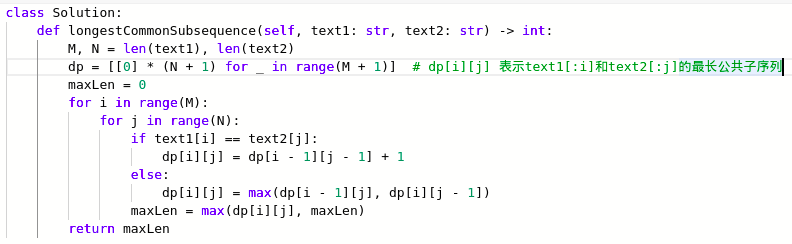 class Solution:
    def longestCommonSubsequence(self, text1: str, text2: str) -> int:
        M, N = len(text1), len(text2)
        dp = [[0] * (N + 1) for _ in range(M + 1)]  # dp[i][j] 表示text1[:i]和text2[:j]的最长公共子序列
        maxLen = 0
        for i in range(M):
            for j in range(N):
                if text1[i] == text2[j]:
                    dp[i][j] = dp[i - 1][j - 1] + 1
                else:
                    dp[i][j] = max(dp[i - 1][j], dp[i][j - 1])
                maxLen = max(dp[i][j], maxLen)
        return maxLen